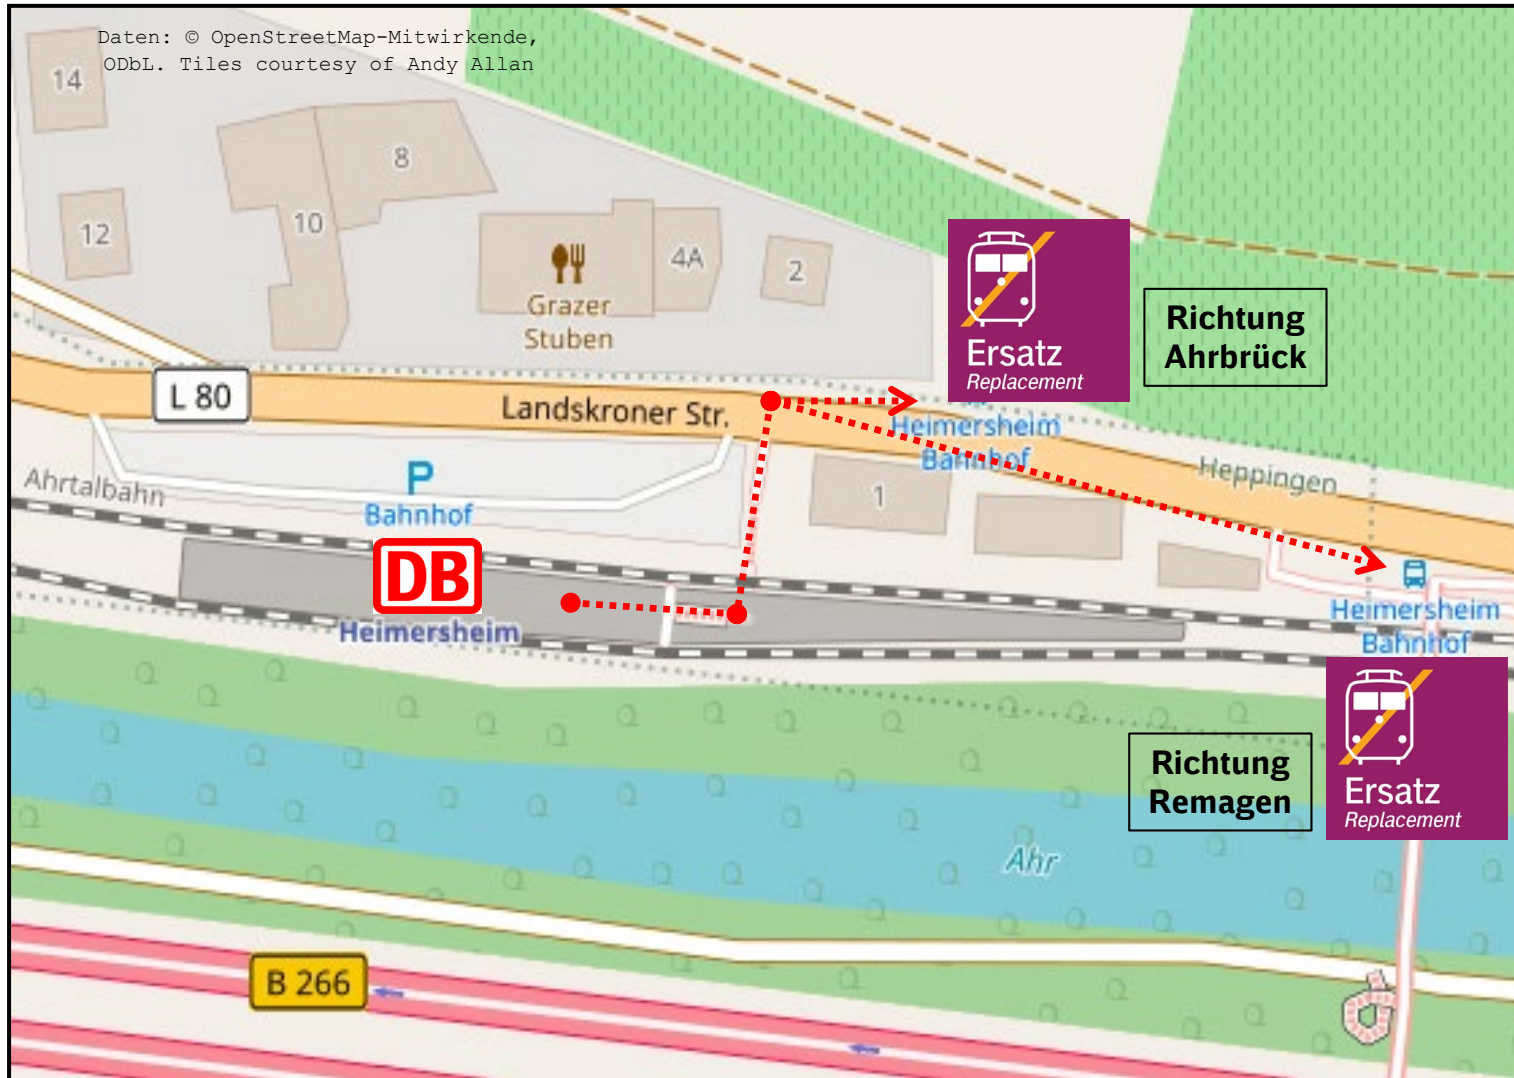 Daten: © OpenStreetMap-Mitwirkende,
ODbL. Tiles courtesy of Andy Allan
14
8
10
12
4A
2
Grazer
Stuben
Ersatz
Replacement
Richtung
Ahrbrück
L 80
Landskroner Str.
Heimersheim
Bahnhof
Heppingen
Ahrtalbahn
P
Bahnhof
1
DB
Heimersheim
Heimersheim
Bahnhof
Richtung
Remagen
Ersatz
Replacement
Ahr
B 266